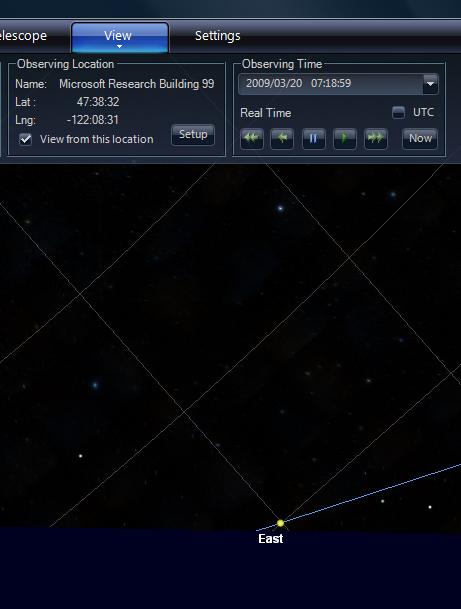 elescope View Settings
Observing Location
Name: Microsoft Research Building 99
Lat : 47:38:32
Lng: -122:08:31
View from this location Setup
Observing Time
2009/03/20 07:18:59
Real Time UTC
Now
East